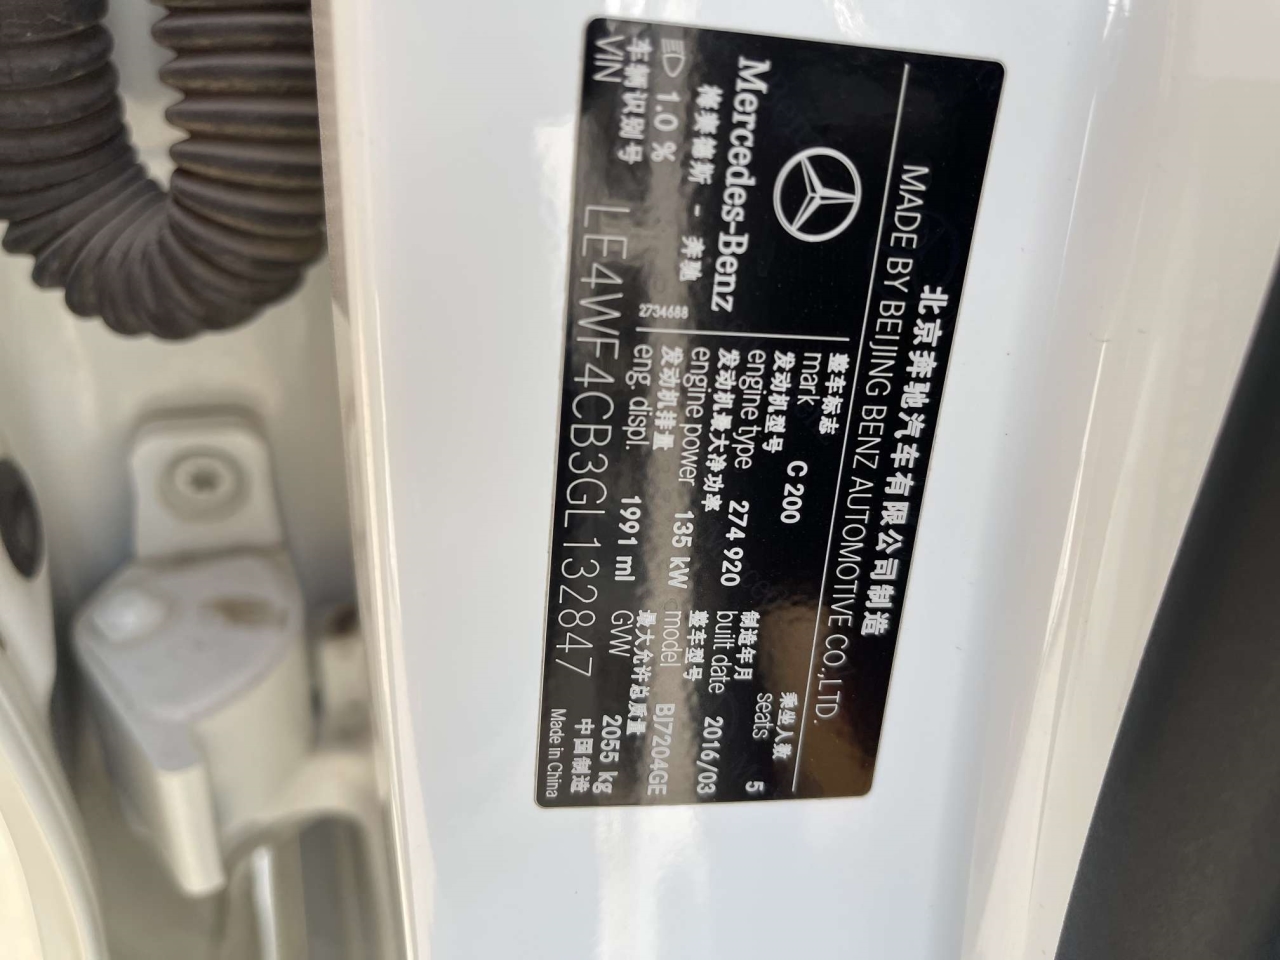 北京奔驰汽车有限公司制造
MADE BY BEIJING BENZ AUTOMOTIVE CO.,LTD.
Mercedes-Benz
梅赛德斯 - 奔驰
1.0 %
2734688
整车标志
mark C 200
乘坐人数
seats 5
发动机型号
engine type 274 920
制造年月
built date 2016/03
发动机最大净功率
engine power 135 kW
整车型号
model BJ7204GE
发动机排量
eng. displ. 1991 ml
最大允许总质量
GVW 2055 kg
车辆识别号
VIN LE4WF4CB3GL132847
中国制造
Made in China